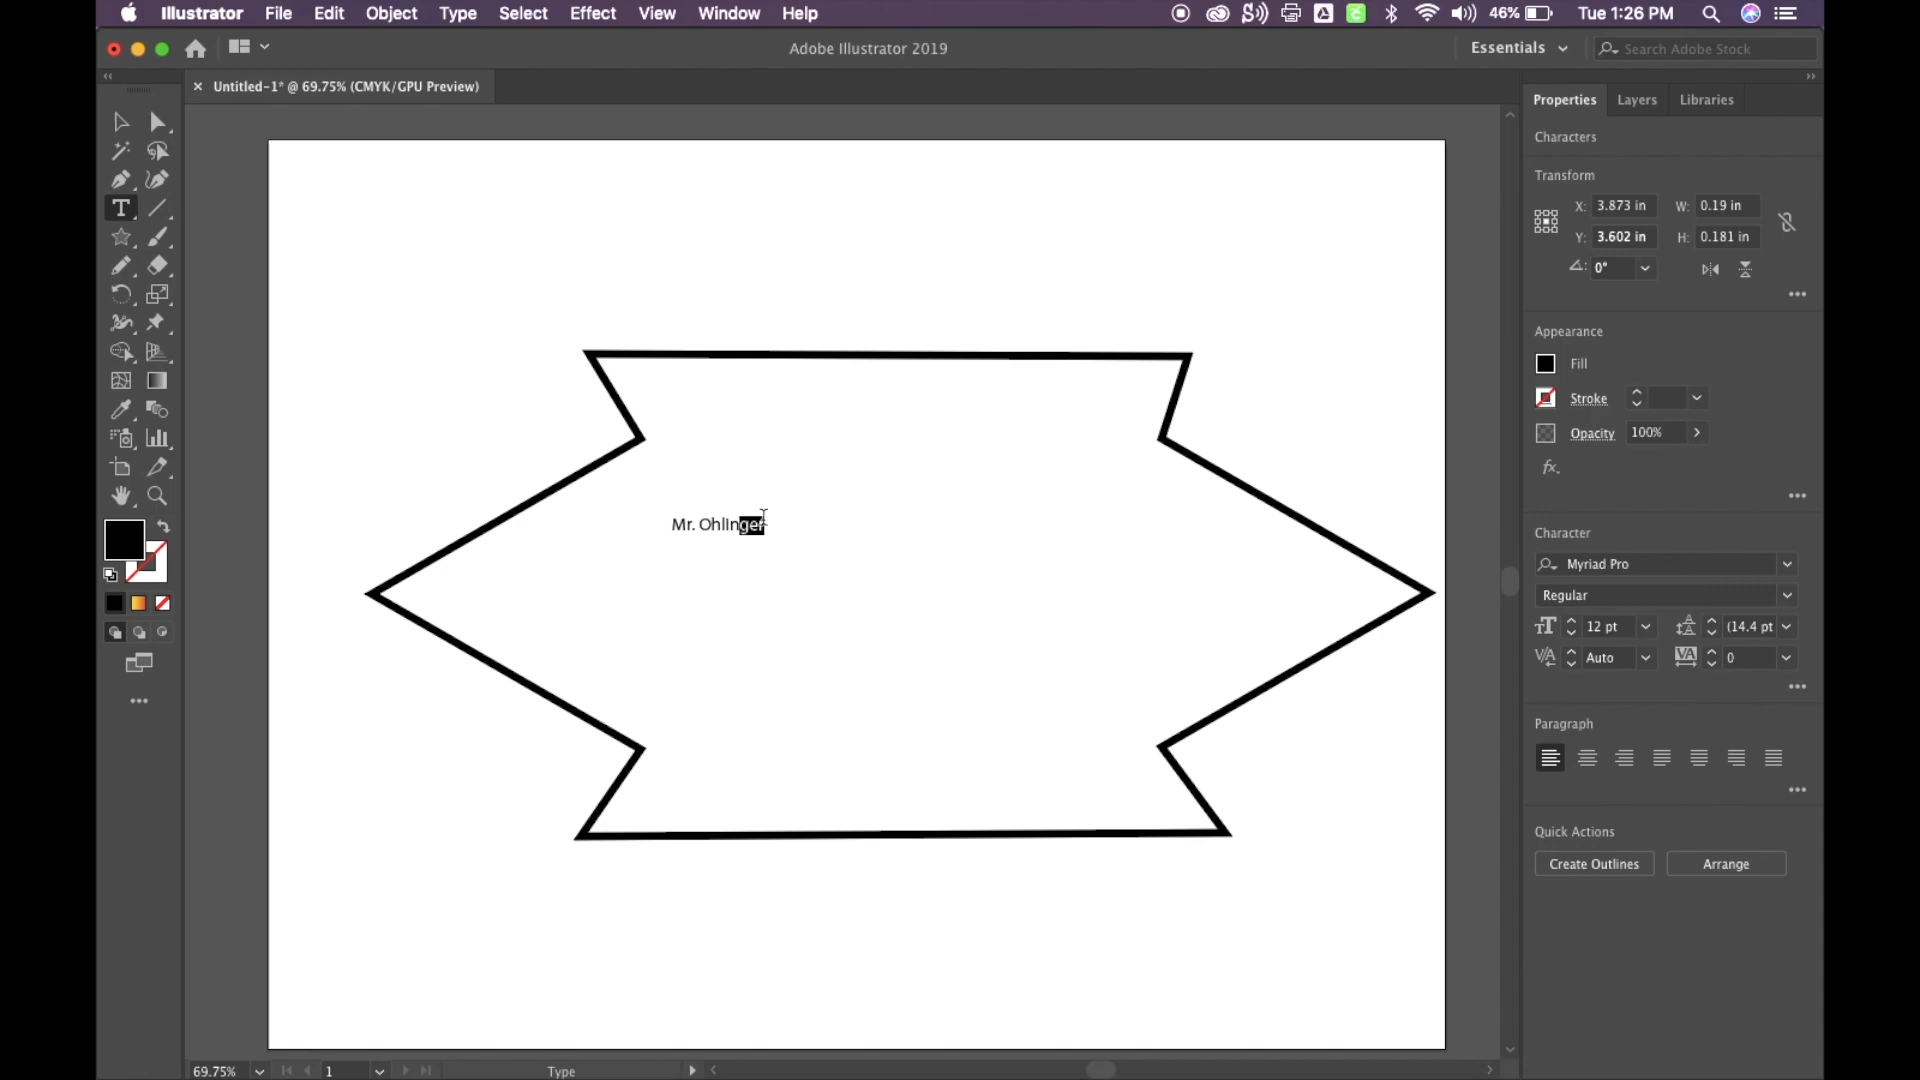 Illustrator File Edit Object Type Select Effect View Window Help 46% Tue 1:26 PM
Adobe Illustrator 2019 Essentials Search Adobe Stock
Untitled-1* @ 69.75% (CMYK/GPU Preview)
Properties Layers Libraries
Characters
Transform
X: 3.873 in W: 0.19 in
Y: 3.602 in H: 0.181 in
0°
Appearance
Fill
Stroke
Opacity 100%
fx.
Mr. Ohlinger
Character
Myriad Pro
Regular
12 pt (14.4 pt
Auto 0
Paragraph
Quick Actions
Create Outlines Arrange
69.75% 1 Type